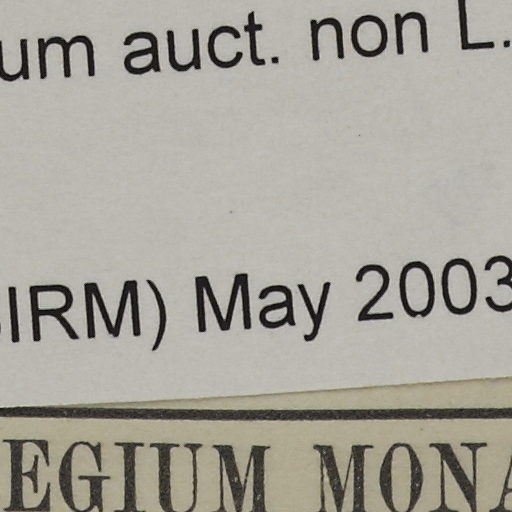 um auct. non L.
IRM) May 2003
EGIUM MONA